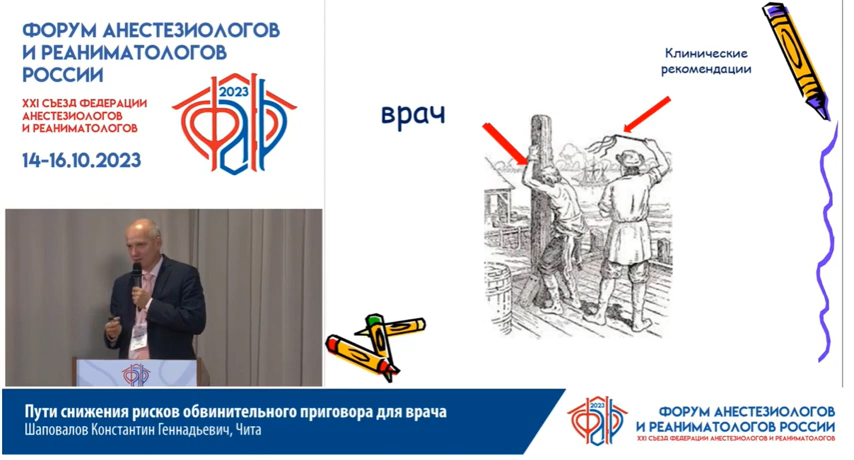 ФОРУМ АНЕСТЕЗИОЛОГОВ
И РЕАНИМАТОЛОГОВ
РОССИИ
XXI СЪЕЗД ФЕДЕРАЦИИ
АНЕСТЕЗИОЛОГОВ
И РЕАНИМАТОЛОГОВ
14-16.10.2023
2023
ФАР
врач
Клинические
рекомендации
Пути снижения рисков обвинительного приговора для врача
Шаповалов Константин Геннадьевич, Чита
2023
ФАР
ФОРУМ АНЕСТЕЗИОЛОГОВ
И РЕАНИМАТОЛОГОВ РОССИИ
XXI СЪЕЗД ФЕДЕРАЦИИ АНЕСТЕЗИОЛОГОВ И РЕАНИМАТОЛОГОВ